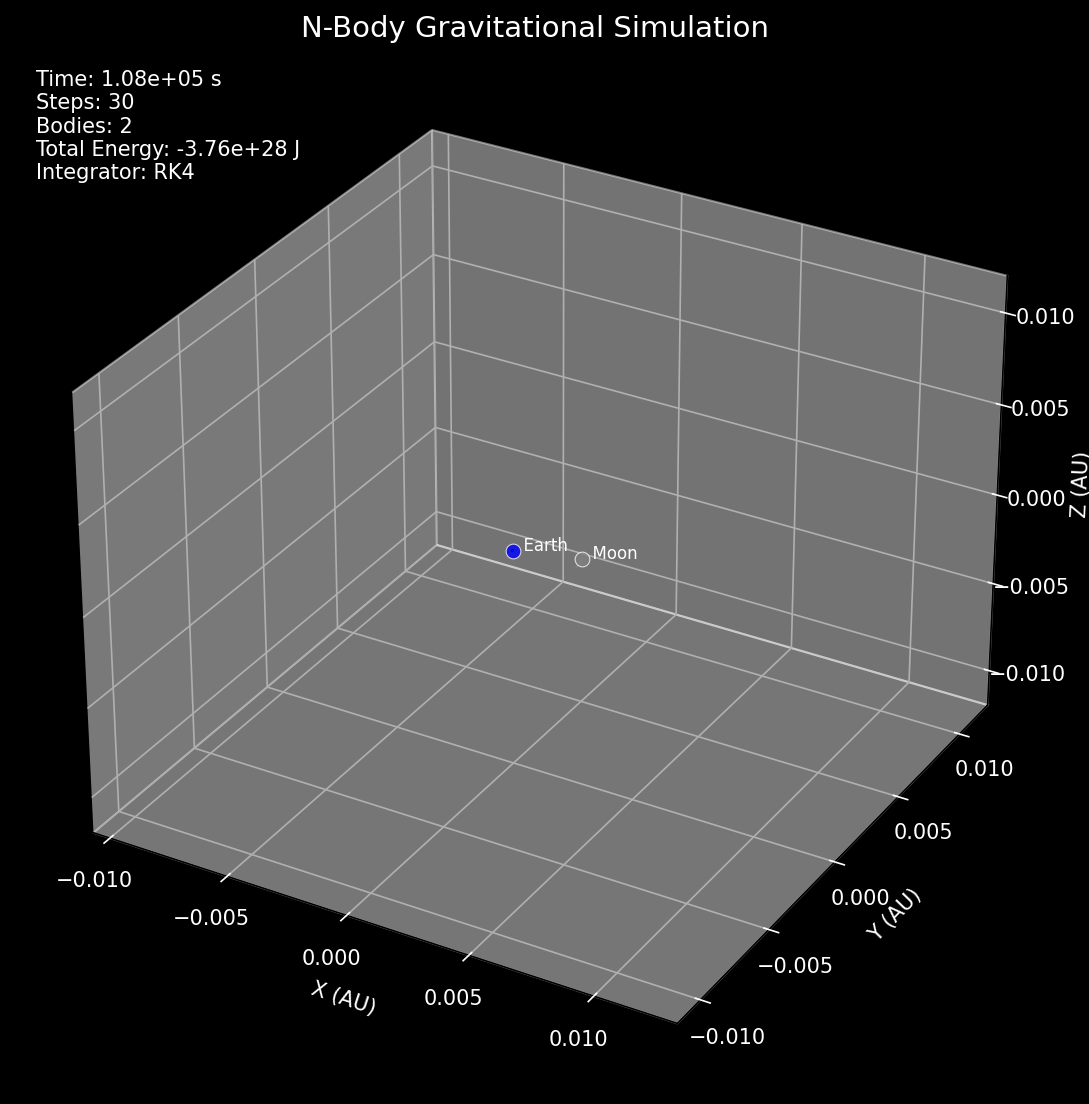 N-Body Gravitational Simulation
Time: 1.08e+05 s
Steps: 30
Bodies: 2
Total Energy: -3.76e+28 J
Integrator: RK4
Earth
Moon
0.010
0.005
0.000
−0.005
−0.010
Z (AU)
0.010
0.005
0.000
−0.005
−0.010
Y (AU)
−0.010
−0.005
0.000
0.005
0.010
X (AU)